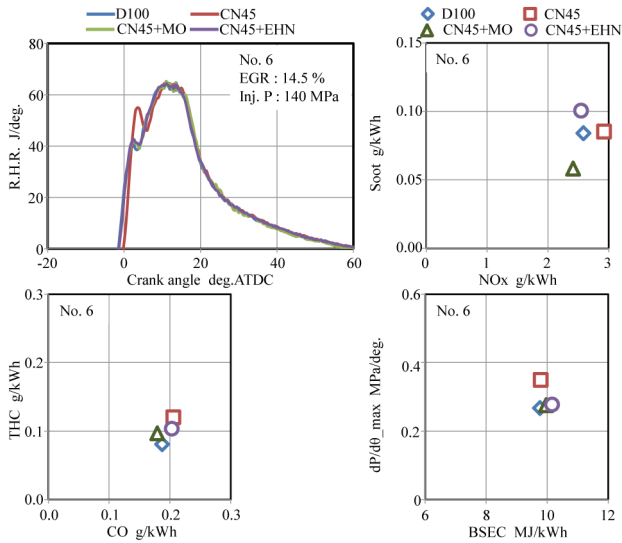 D100 CN45
CN45+MO CN45+EHN
80
60
40
20
0
-20 0 20 40 60
R.H.R. J/deg.
Crank angle deg.ATDC
No. 6
EGR : 14.5 %
Inj. P : 140 MPa
D100 CN45
CN45+MO CN45+EHN
0.15
0.10
0.05
0.00
0 1 2 3
Soot g/kWh
NOx g/kWh
No. 6
0.3
0.2
0.1
0.0
0.0 0.1 0.2 0.3
THC g/kWh
CO g/kWh
No. 6
0.6
0.4
0.2
0.0
6 8 10 12
dP/dθ_max MPa/deg.
BSEC MJ/kWh
No. 6